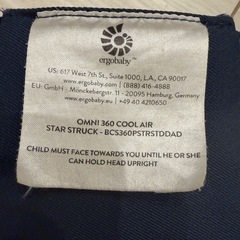 ergobaby™
US: 617 West 7th St., Suite 1000, L.A., CA 90017
ergobaby.com | (888) 416-4888
EU: GmbH - Mönckebergstr. 11 - 20095 Hamburg, Germany
ergobaby.eu | +49 40 4210650
OMNI 360 COOL AIR
STAR STRUCK - BCS360PSTRSTDDAD
CHILD MUST FACE TOWARDS YOU UNTIL HE OR SHE
CAN HOLD HEAD UPRIGHT